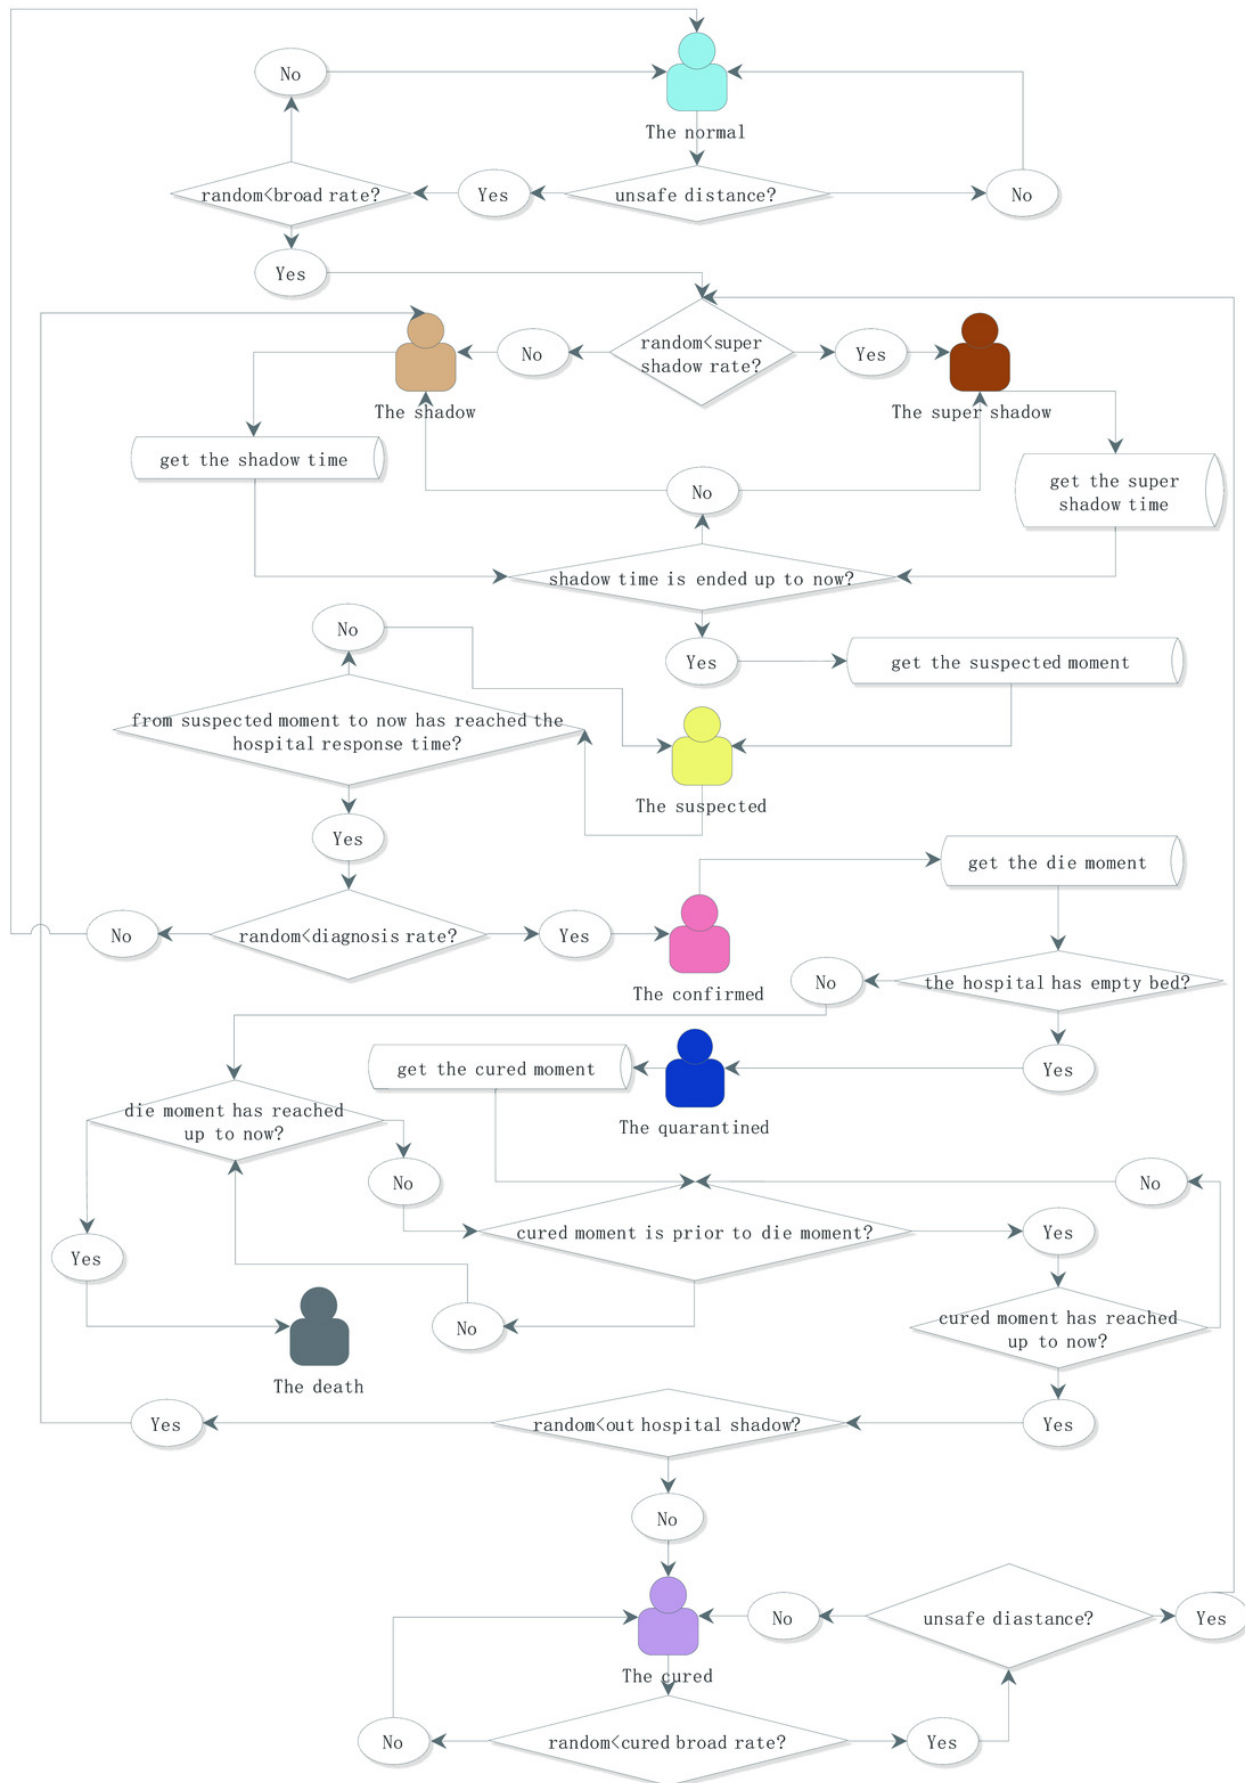 No
The normal
random<broad rate?
Yes
unsafe distance?
No
Yes
random<super
shadow rate?
No
Yes
The shadow
The super shadow
get the shadow time
get the super
shadow time
No
shadow time is ended up to now?
No
Yes
get the suspected moment
from suspected moment to now has reached the
hospital response time?
The suspected
Yes
get the die moment
No
random<diagnosis rate?
Yes
The confirmed
No
the hospital has empty bed?
get the cured moment
Yes
The quarantined
die moment has reached
up to now?
No
No
cured moment is prior to die moment?
Yes
Yes
No
cured moment has reached
up to now?
The death
Yes
random<out hospital shadow?
Yes
No
No
unsafe diastance?
Yes
The cured
No
random<cured broad rate?
Yes